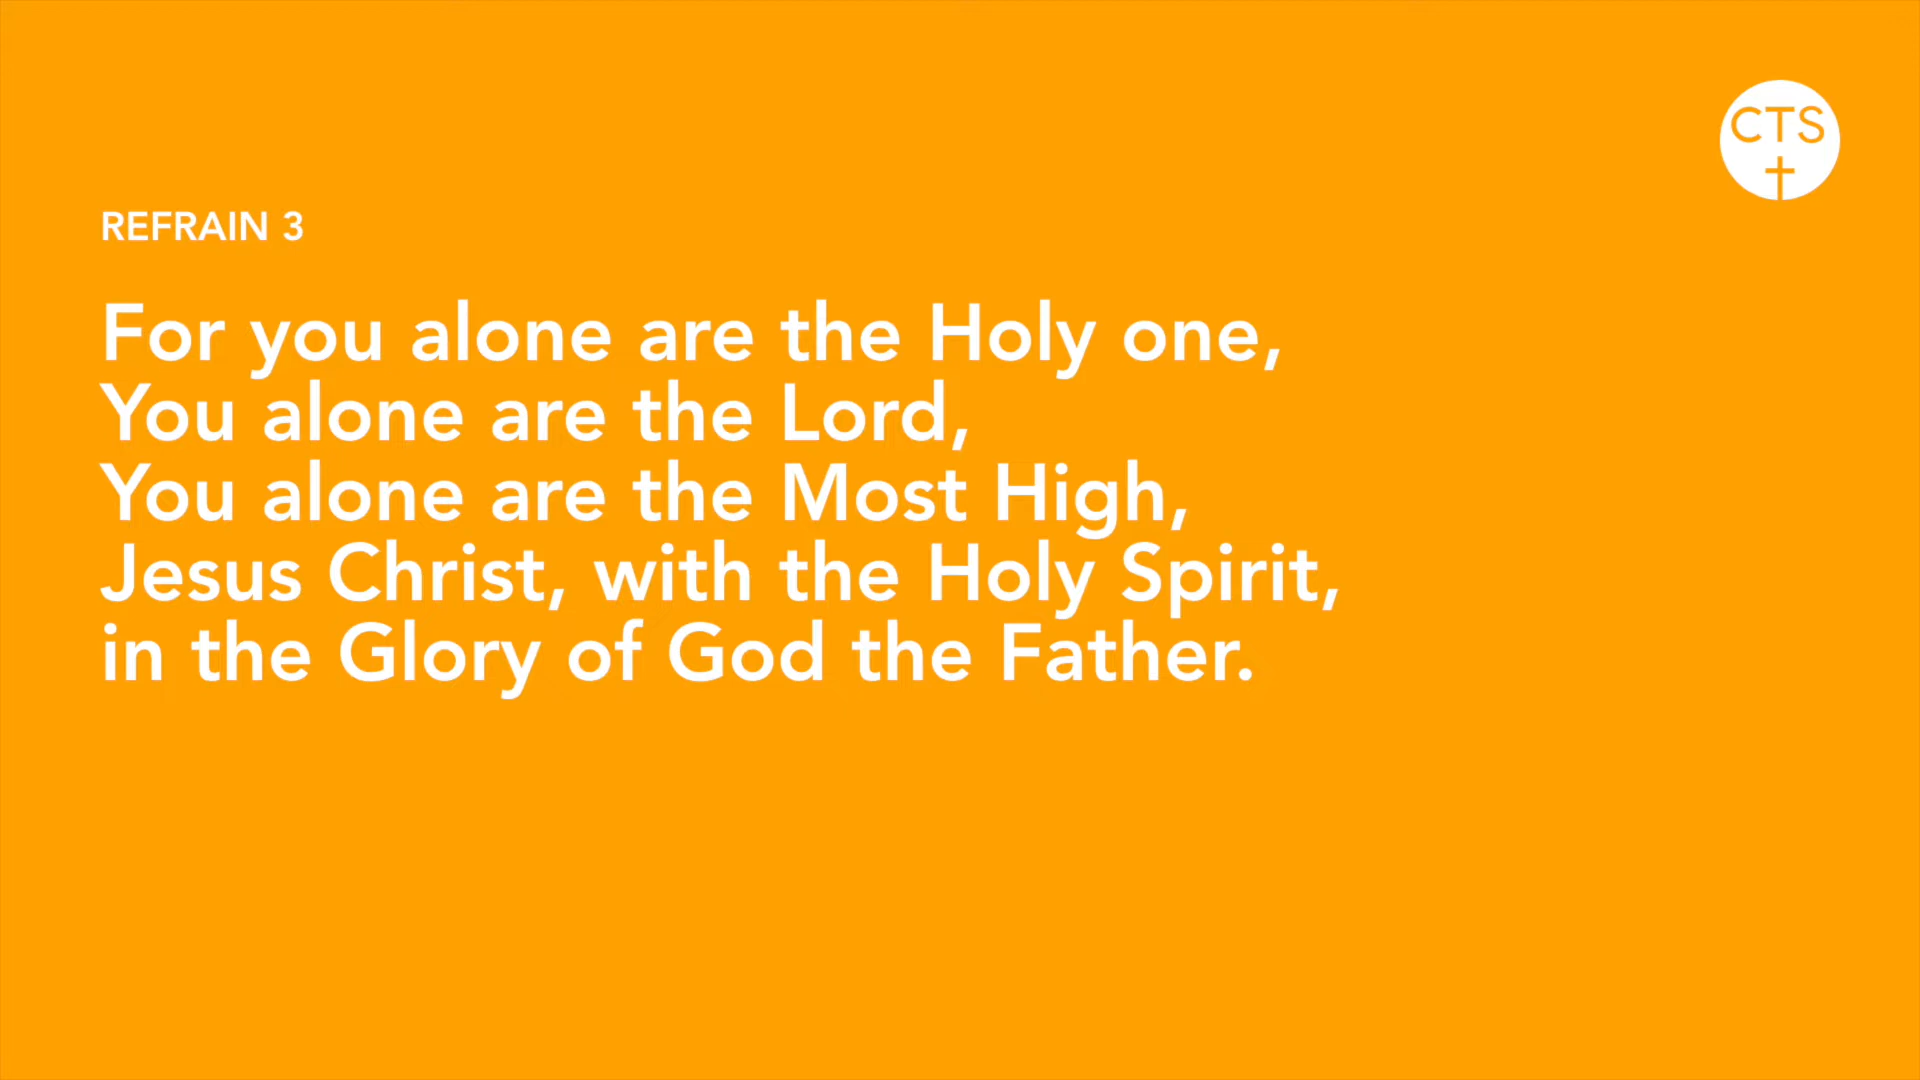 CTS
REFRAIN 3
For you alone are the Holy one,
You alone are the Lord,
You alone are the Most High,
Jesus Christ, with the Holy Spirit,
in the Glory of God the Father.